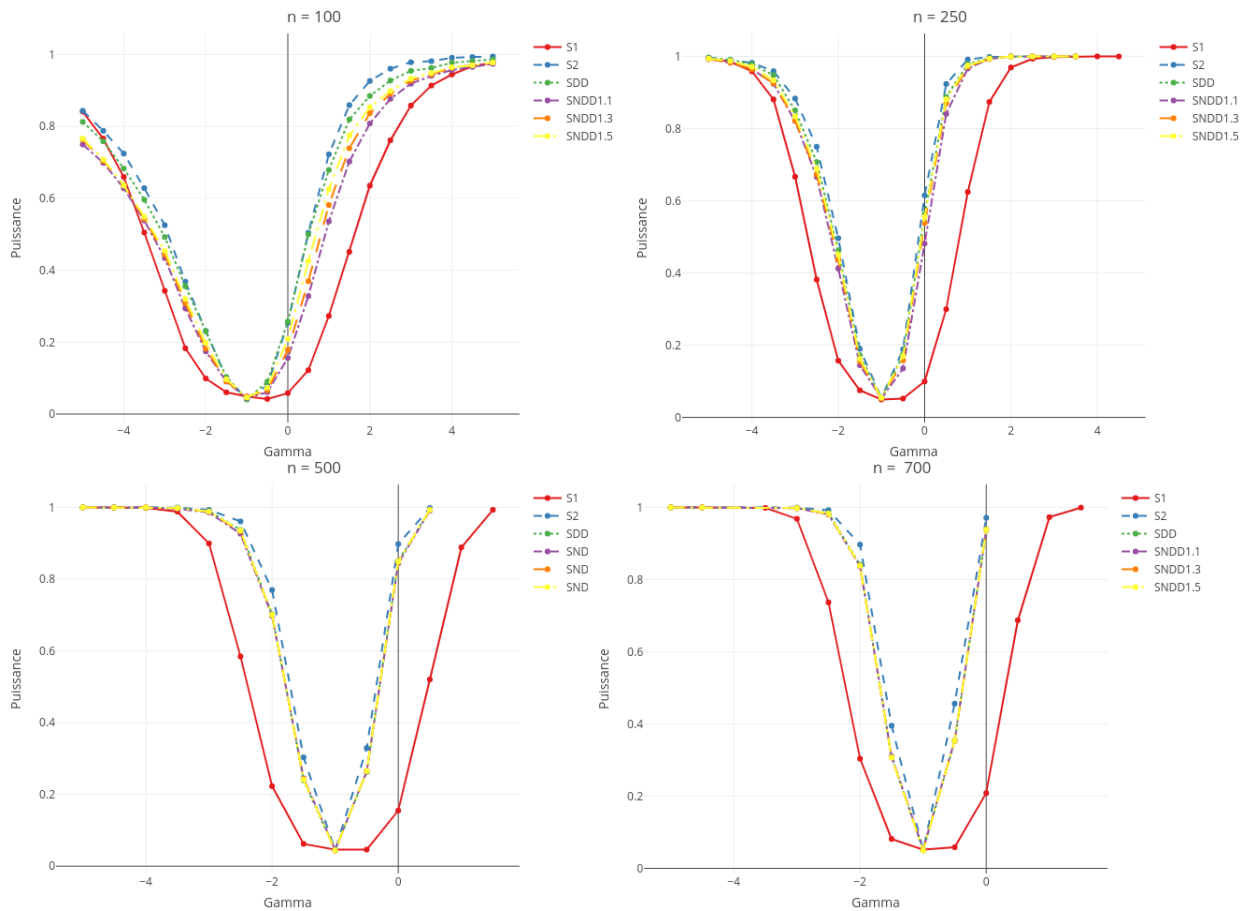 n = 100
1
0.8
0.6
0.4
0.2
0
Puissance
−4
−2
0
2
4
Gamma
S1
S2
SDD
SNDD1.1
SNDD1.3
SNDD1.5
n = 250
1
0.8
0.6
0.4
0.2
0
Puissance
−4
−2
0
2
4
Gamma
S1
S2
SDD
SNDD1.1
SNDD1.3
SNDD1.5
n = 500
1
0.8
0.6
0.4
0.2
0
Puissance
−4
−2
0
Gamma
S1
S2
SDD
SND
SND
SND
n = 700
1
0.8
0.6
0.4
0.2
0
Puissance
−4
−2
0
Gamma
S1
S2
SDD
SNDD1.1
SNDD1.3
SNDD1.5